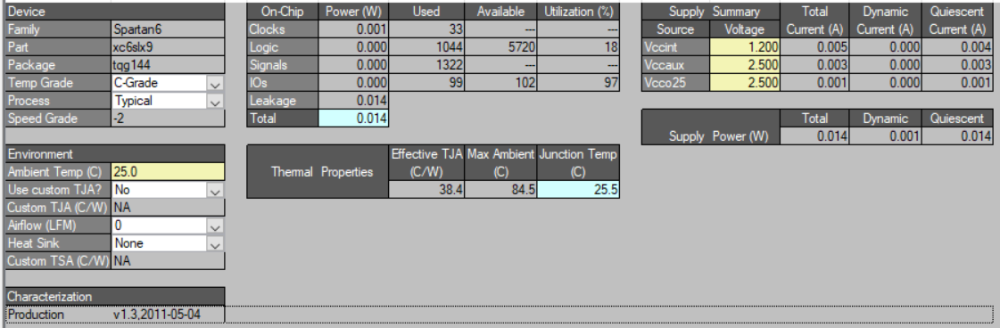 Device
Family Spartan6
Part xc6slx9
Package tqg144
Temp Grade C-Grade
Process Typical
Speed Grade -2
Environment
Ambient Temp (C) 25.0
Use custom TJA? No
Custom TJA (C/W) NA
Airflow (LFM) 0
Heat Sink None
Custom TSA (C/W) NA
Characterization
Production v1.3,2011-05-04
On-Chip Power (W) Used Available Utilization (%)
Clocks 0.001 33 --- ---
Logic 0.000 1044 5720 18
Signals 0.000 1322 --- ---
IOs 0.000 99 102 97
Leakage 0.014
Total 0.014
Effective TJA Max Ambient Junction Temp
Thermal Properties (C/W) (C) (C)
38.4 84.5 25.5
Supply Summary Total Dynamic Quiescent
Source Voltage Current (A) Current (A) Current (A)
Vccint 1.200 0.005 0.000 0.004
Vccaux 2.500 0.003 0.000 0.003
Vcco25 2.500 0.001 0.000 0.001
Total Dynamic Quiescent
Supply Power (W) 0.014 0.001 0.014